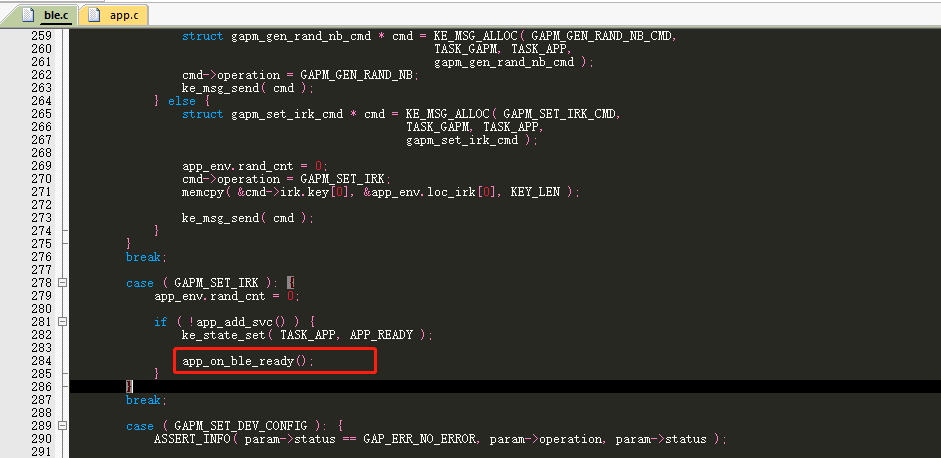 ble.c app.c
259 struct gapm_gen_rand_nb_cmd * cmd = KE_MSG_ALLOC( GAPM_GEN_RAND_NB_CMD,
260 TASK_GAPM, TASK_APP,
261 gapm_gen_rand_nb_cmd );
262 cmd->operation = GAPM_GEN_RAND_NB;
263 ke_msg_send( cmd );
264 } else {
265 struct gapm_set_irk_cmd * cmd = KE_MSG_ALLOC( GAPM_SET_IRK_CMD,
266 TASK_GAPM, TASK_APP,
267 gapm_set_irk_cmd );
268
269 app_env.rand_cnt = 0;
270 cmd->operation = GAPM_SET_IRK;
271 memcpy( &cmd->irk.key[0], &app_env.loc_irk[0], KEY_LEN );
272
273 ke_msg_send( cmd );
274 }
275 }
276 break;
277
278 case ( GAPM_SET_IRK ): {
279 app_env.rand_cnt = 0;
280
281 if ( !app_add_svc() ) {
282 ke_state_set( TASK_APP, APP_READY );
283
284 app_on_ble_ready();
285 }
286 }
287 break;
288
289 case ( GAPM_SET_DEV_CONFIG ): {
290 ASSERT_INFO( param->status == GAP_ERR_NO_ERROR, param->operation, param->status );
291